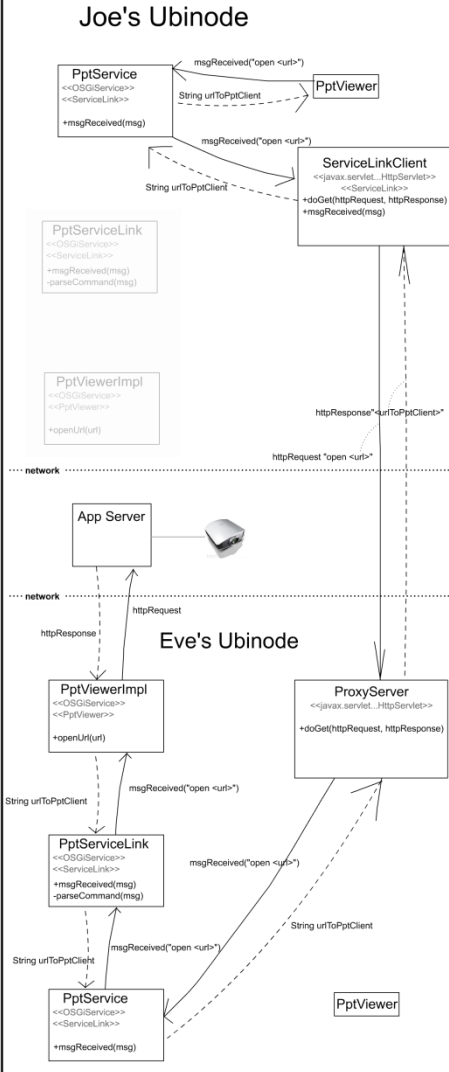 Joe's Ubinode
msgReceived("open <url>")
PptService
<<OSGiService>>
<<ServiceLink>>
+msgReceived(msg)
String urlToPptClient
PptViewer
msgReceived("open <url>")
String urlToPptClient
ServiceLinkClient
<<javax.servlet...HttpServlet>>
<<ServiceLink>>
+doGet(httpRequest, httpResponse)
+msgReceived(msg)
PptServiceLink
<<OSGiService>>
<<ServiceLink>>
+msgReceived(msg)
-parseCommand(msg)
PptViewerImpl
<<OSGiService>>
<<PptViewer>>
+openUrl(url)
httpResponse"<urlToPptClient>"
httpRequest "open <url>"
network
App Server
network
httpRequest
httpResponse
Eve's Ubinode
PptViewerImpl
<<OSGiService>>
<<PptViewer>>
+openUrl(url)
ProxyServer
<<javax.servlet...HttpServlet>>
+doGet(httpRequest, httpResponse)
msgReceived("open <url>")
String urlToPptClient
PptServiceLink
<<OSGiService>>
<<ServiceLink>>
+msgReceived(msg)
-parseCommand(msg)
msgReceived("open <url>")
String urlToPptClient
msgReceived("open <url>")
String urlToPptClient
PptService
<<OSGiService>>
<<ServiceLink>>
+msgReceived(msg)
PptViewer